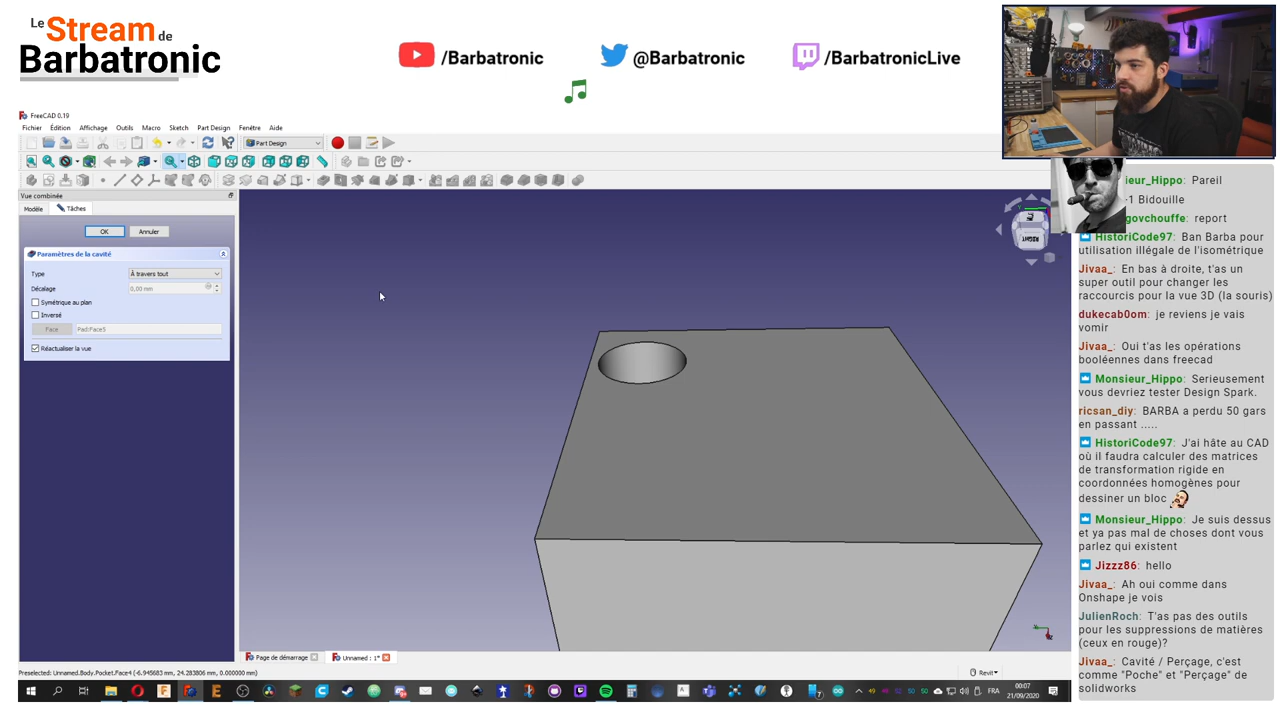 Le Stream de
Barbatronic
/Barbatronic
@Barbatronic
/BarbatronicLive
FreeCAD 0.19
Fichier Édition Affichage Outils Macro Sketch Part Design Fenêtre Aide
Part Design
Vue combinée
Modèle Tâches
OK Annuler
Paramètres de la cavité
Type À travers tout
Décalage 0,00 mm
Symétrique au plan
Inversé
Face Pad:Face5
Réactualiser la vue
RIGHT
Page de démarrage Unnamed : 1*
Preselected: Unnamed.Body.Pocket.Face4 (-6.945683 mm, 24.283806 mm, 0.000000 mm)
Revit
FRA
00:07
21/09/2020
ieur_Hippo: Pareil
-1 Bidouille
govchouffe: report
HistoriCode97: Ban Barba pour
utilisation illégale de l'isométrique
Jivaa_: En bas à droite, t'as un
super outil pour changer les
raccourcis pour la vue 3D (la souris)
dukecab0om: je reviens je vais
vomir
Jivaa_: Oui t'as les opérations
booléennes dans freecad
Monsieur_Hippo: Serieusement
vous devriez tester Design Spark.
ricsan_diy: BARBA a perdu 50 gars
en passant .....
HistoriCode97: J'ai hâte au CAD
où il faudra calculer des matrices
de transformation rigide en
coordonnées homogènes pour
dessiner un bloc
Monsieur_Hippo: Je suis dessus
et ya pas mal de choses dont vous
parlez qui existent
Jizzz86: hello
Jivaa_: Ah oui comme dans
Onshape je vois
JulienRoch: T'as pas des outils
pour les suppressions de matières
(ceux en rouge)?
Jivaa_: Cavité / Perçage, c'est
comme "Poche" et "Perçage" de
solidworks